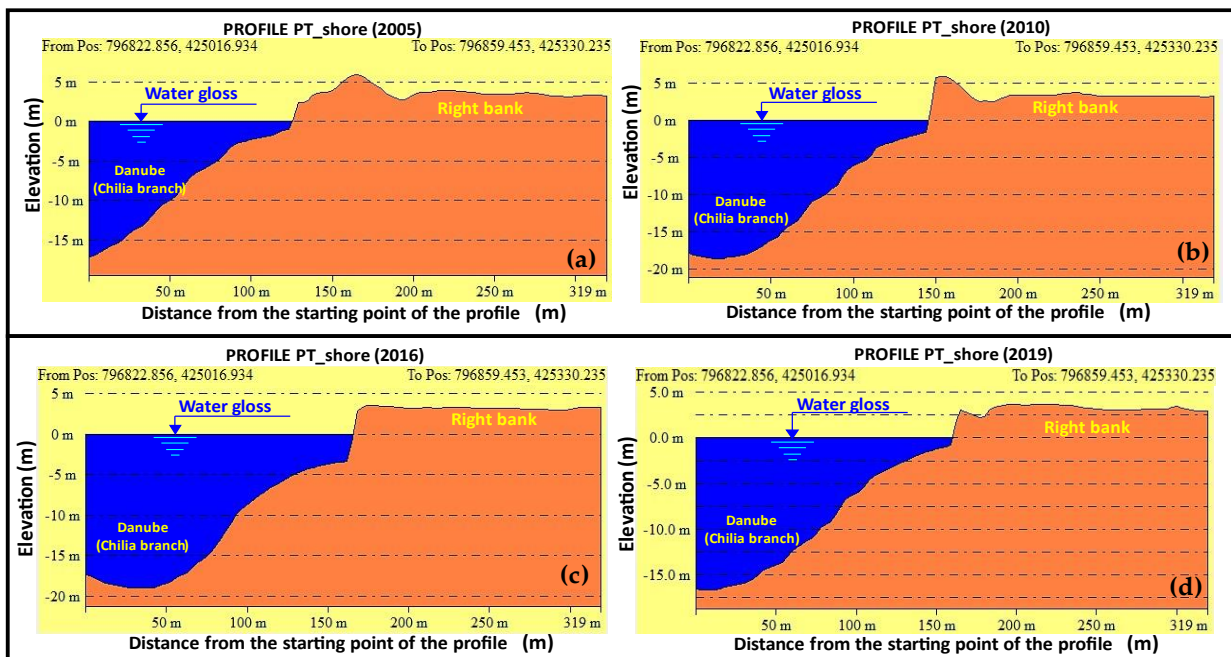 PROFILE PT_shore (2005)
From Pos: 796822.856, 425016.934 To Pos: 796859.453, 425330.235
5 m
Water gloss
Right bank
0 m
-5 m
Danube
(Chilia branch)
-10 m
-15 m
Elevation (m)
(a)
50 m 100 m 150 m 200 m 250 m 319 m
Distance from the starting point of the profile (m)
PROFILE PT_shore (2010)
From Pos: 796822.856, 425016.934 To Pos: 796859.453, 425330.235
5 m
Water gloss
Right bank
0 m
-5 m
-10 m
Danube
(Chilia branch)
-15 m
-20 m
Elevation (m)
(b)
50 m 100 m 150 m 200 m 250 m 319 m
Distance from the starting point of the profile (m)
PROFILE PT_shore (2016)
From Pos: 796822.856, 425016.934 To Pos: 796859.453, 425330.235
5 m
Water gloss
Right bank
0 m
-5 m
-10 m
Danube
(Chilia branch)
-15 m
-20 m
Elevation (m)
(c)
50 m 100 m 150 m 200 m 250 m 319 m
Distance from the starting point of the profile (m)
PROFILE PT_shore (2019)
From Pos: 796822.856, 425016.934 To Pos: 796859.453, 425330.235
5.0 m
Water gloss
Right bank
0.0 m
-5.0 m
Danube
(Chilia branch)
-10.0 m
-15.0 m
Elevation (m)
(d)
50 m 100 m 150 m 200 m 250 m 319 m
Distance from the starting point of the profile (m)